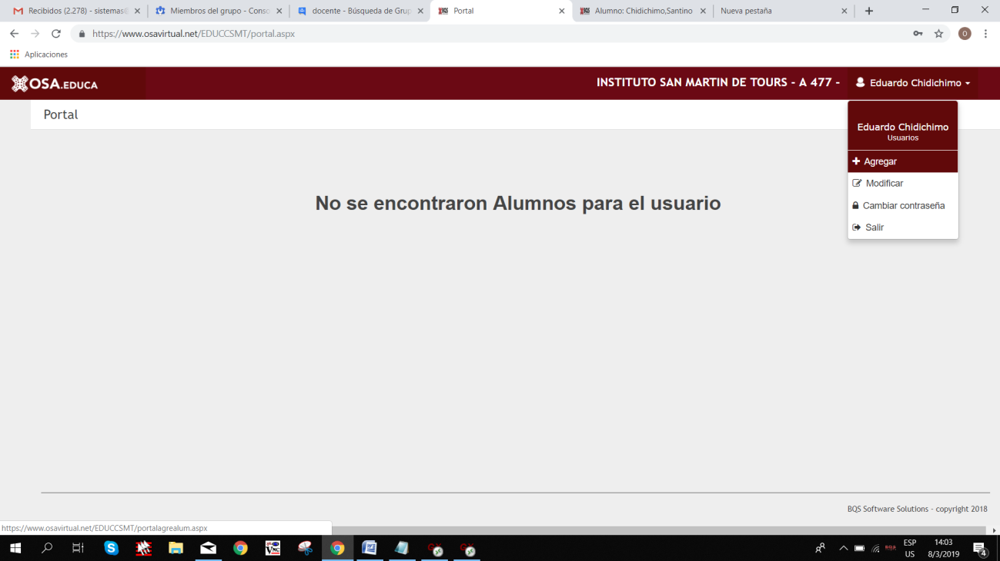 Recibidos (2.278) - sistemas@
Miembros del grupo - Conso
docente - Búsqueda de Grup
Portal
Alumno: Chidichimo,Santino
Nueva pestaña
https://www.osavirtual.net/EDUCCSMT/portal.aspx
Aplicaciones
OSA.EDUCA
INSTITUTO SAN MARTIN DE TOURS - A 477 -
Eduardo Chidichimo
Portal
Eduardo Chidichimo
Usuarios
Agregar
Modificar
Cambiar contraseña
Salir
No se encontraron Alumnos para el usuario
BQS Software Solutions - copyright 2018
https://www.osavirtual.net/EDUCCSMT/portalagrealum.aspx
ESP
US
14:03
8/3/2019
4